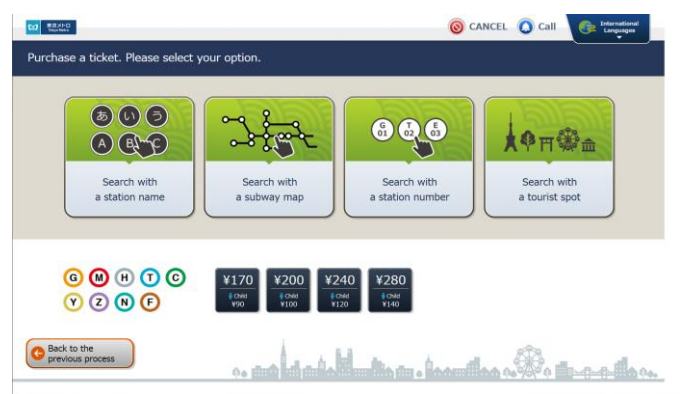 東京メトロ
Tokyo Metro
CANCEL
Call
International
Languages
Purchase a ticket. Please select your option.
あ い う
A B C
Search with
a station name
Search with
a subway map
G 01 T 02 E 03
Search with
a station number
Search with
a tourist spot
G M H T C
Y Z N F
¥170
Child
¥90
¥200
Child
¥100
¥240
Child
¥120
¥280
Child
¥140
Back to the
previous process